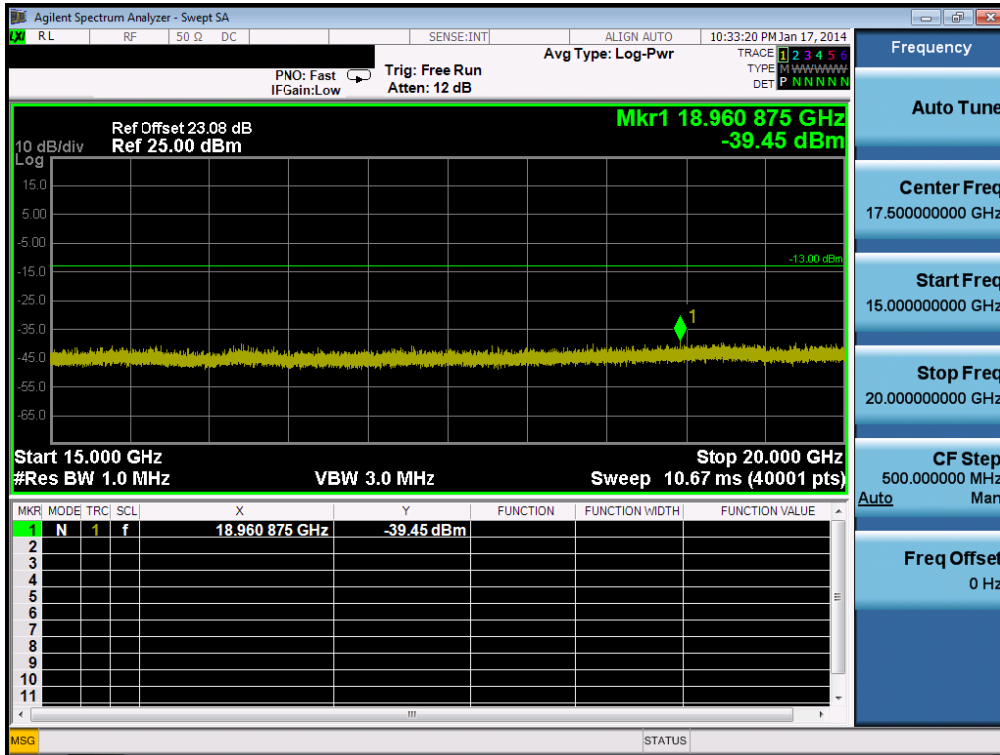 Agilent Spectrum Analyzer - Swept SA
LXI RL RF 50 Ω DC SENSE:INT ALIGN AUTO 10:33:20 PM Jan 17, 2014
PNO: Fast
IFGain:Low
Trig: Free Run
Atten: 12 dB
Avg Type: Log-Pwr
TRACE 1 2 3 4 5 6
TYPE M WWWWW
DET P N N N N N
Frequency
Auto Tune
Center Freq
17.500000000 GHz
Start Freq
15.000000000 GHz
Stop Freq
20.000000000 GHz
CF Step
500.000000 MHz
Auto Man
Freq Offset
0 Hz
Mkr1 18.960 875 GHz
-39.45 dBm
Ref Offset 23.08 dB
10 dB/div Ref 25.00 dBm
Log
15.0
5.00
-5.00
-13.00 dBm
-15.0
-25.0
1
-35.0
-45.0
-55.0
-65.0
Start 15.000 GHz Stop 20.000 GHz
#Res BW 1.0 MHz VBW 3.0 MHz Sweep 10.67 ms (40001 pts)
MKR MODE TRC SCL X Y FUNCTION FUNCTION WIDTH FUNCTION VALUE
1 N 1 f 18.960 875 GHz -39.45 dBm
2
3
4
5
6
7
8
9
10
11
MSG STATUS